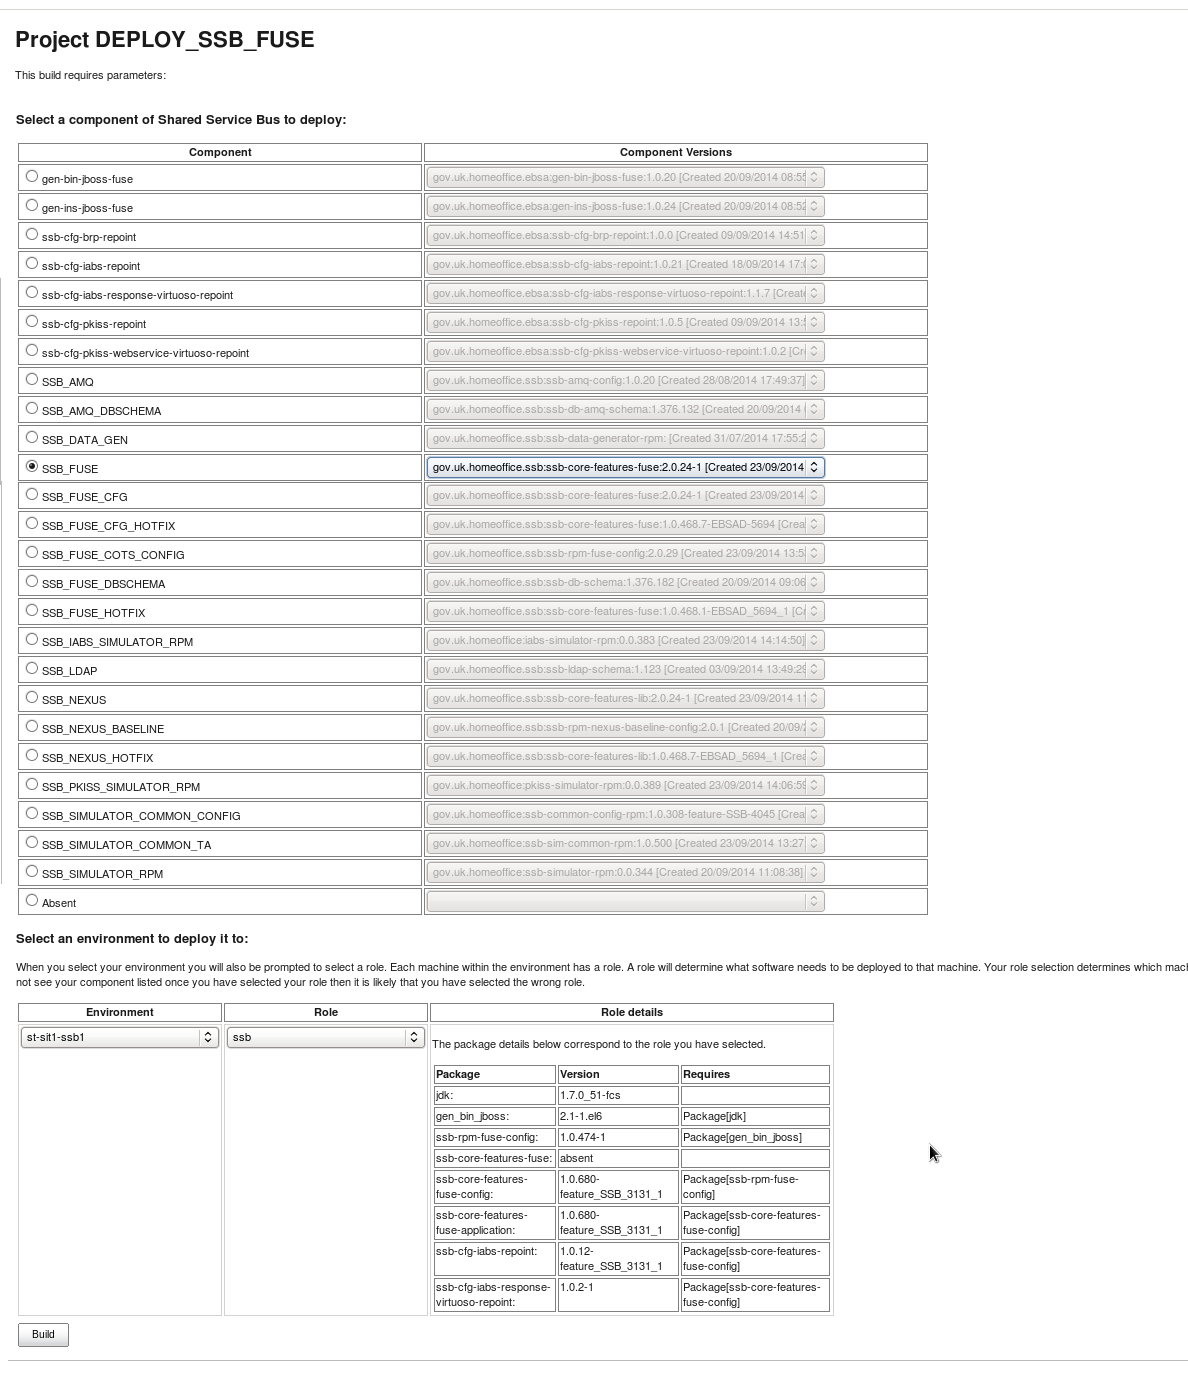 Project DEPLOY_SSB_FUSE
This build requires parameters:
Select a component of Shared Service Bus to deploy:
Component Component Versions
gen-bin-jboss-fuse gov.uk.homeoffice.ebsa:gen-bin-jboss-fuse:1.0.20 [Created 20/09/2014 08:55
gen-ins-jboss-fuse gov.uk.homeoffice.ebsa:gen-ins-jboss-fuse:1.0.24 [Created 20/09/2014 08:52
ssb-cfg-brp-repoint gov.uk.homeoffice.ebsa:ssb-cfg-brp-repoint:1.0.0 [Created 09/09/2014 14:51
ssb-cfg-iabs-repoint gov.uk.homeoffice.ebsa:ssb-cfg-iabs-repoint:1.0.21 [Created 18/09/2014 17:
ssb-cfg-iabs-response-virtuoso-repoint gov.uk.homeoffice.ebsa:ssb-cfg-iabs-response-virtuoso-repoint:1.1.7 [Create
ssb-cfg-pkiss-repoint gov.uk.homeoffice.ebsa:ssb-cfg-pkiss-repoint:1.0.5 [Created 09/09/2014 13:5
ssb-cfg-pkiss-webservice-virtuoso-repoint gov.uk.homeoffice.ebsa:ssb-cfg-pkiss-webservice-virtuoso-repoint:1.0.2 [Cr
SSB_AMQ gov.uk.homeoffice.ssb:ssb-amq-config:1.0.20 [Created 28/08/2014 17:49:37]
SSB_AMQ_DBSCHEMA gov.uk.homeoffice.ssb:ssb-db-amq-schema:1.376.132 [Created 20/09/2014
SSB_DATA_GEN gov.uk.homeoffice.ssb:ssb-data-generator-rpm: [Created 31/07/2014 17:55:2
SSB_FUSE gov.uk.homeoffice.ssb:ssb-core-features-fuse:2.0.24-1 [Created 23/09/2014
SSB_FUSE_CFG gov.uk.homeoffice.ssb:ssb-core-features-fuse:2.0.24-1 [Created 23/09/2014
SSB_FUSE_CFG_HOTFIX gov.uk.homeoffice.ssb:ssb-core-features-fuse:1.0.468.7-EBSAD-5694 [Crea
SSB_FUSE_COTS_CONFIG gov.uk.homeoffice.ssb:ssb-rpm-fuse-config:2.0.29 [Created 23/09/2014 13:5
SSB_FUSE_DBSCHEMA gov.uk.homeoffice.ssb:ssb-db-schema:1.376.182 [Created 20/09/2014 09:06
SSB_FUSE_HOTFIX gov.uk.homeoffice.ssb:ssb-core-features-fuse:1.0.468.1-EBSAD_5694_1 [Cr
SSB_IABS_SIMULATOR_RPM gov.uk.homeoffice:iabs-simulator-rpm:0.0.383 [Created 23/09/2014 14:14:50]
SSB_LDAP gov.uk.homeoffice.ssb:ssb-ldap-schema:1.123 [Created 03/09/2014 13:49:29
SSB_NEXUS gov.uk.homeoffice.ssb:ssb-core-features-lib:2.0.24-1 [Created 23/09/2014 11
SSB_NEXUS_BASELINE gov.uk.homeoffice.ssb:ssb-rpm-nexus-baseline-config:2.0.1 [Created 20/09/2
SSB_NEXUS_HOTFIX gov.uk.homeoffice.ssb:ssb-core-features-lib:1.0.468.7-EBSAD_5694_1 [Crea
SSB_PKISS_SIMULATOR_RPM gov.uk.homeoffice:pkiss-simulator-rpm:0.0.389 [Created 23/09/2014 14:06:59
SSB_SIMULATOR_COMMON_CONFIG gov.uk.homeoffice:ssb-common-config-rpm:1.0.308-feature-SSB-4045 [Crea
SSB_SIMULATOR_COMMON_TA gov.uk.homeoffice:ssb-sim-common-rpm:1.0.500 [Created 23/09/2014 13:27
SSB_SIMULATOR_RPM gov.uk.homeoffice:ssb-simulator-rpm:0.0.344 [Created 20/09/2014 11:08:38]
Absent
Select an environment to deploy it to:
When you select your environment you will also be prompted to select a role. Each machine within the environment has a role. A role will determine what software needs to be deployed to that machine. Your role selection determines which mac
not see your component listed once you have selected your role then it is likely that you have selected the wrong role.
Environment Role Role details
st-sit1-ssb1 ssb
The package details below correspond to the role you have selected.
Package Version Requires
jdk: 1.7.0_51-fcs
gen_bin_jboss: 2.1-1.el6 Package[jdk]
ssb-rpm-fuse-config: 1.0.474-1 Package[gen_bin_jboss]
ssb-core-features-fuse: absent
ssb-core-features- 1.0.680- Package[ssb-rpm-fuse-
fuse-config: feature_SSB_3131_1 config]
ssb-core-features- 1.0.680- Package[ssb-core-features-
fuse-application: feature_SSB_3131_1 fuse-config]
ssb-cfg-iabs-repoint: 1.0.12- Package[ssb-core-features-
feature_SSB_3131_1 fuse-config]
ssb-cfg-iabs-response- 1.0.2-1 Package[ssb-core-features-
virtuoso-repoint: fuse-config]
Build